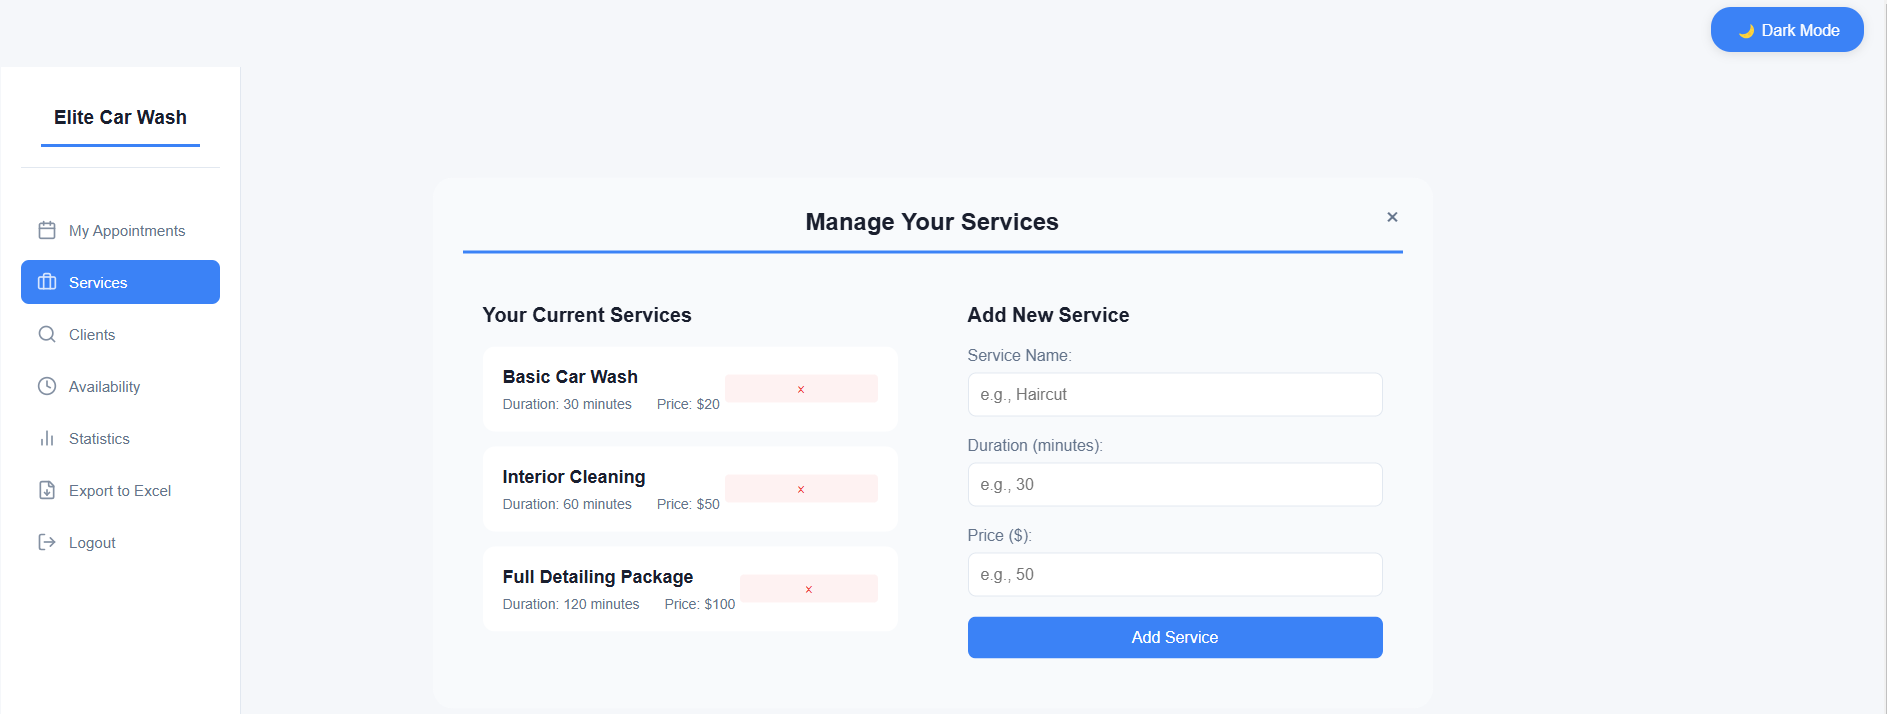 🌙 Dark Mode
Elite Car Wash
My Appointments
Services
Clients
Availability
Statistics
Export to Excel
Logout
Manage Your Services ×
Your Current Services
Basic Car Wash
Duration: 30 minutes Price: $20
x
Interior Cleaning
Duration: 60 minutes Price: $50
x
Full Detailing Package
Duration: 120 minutes Price: $100
x
Add New Service
Service Name:
e.g., Haircut
Duration (minutes):
e.g., 30
Price ($):
e.g., 50
Add Service